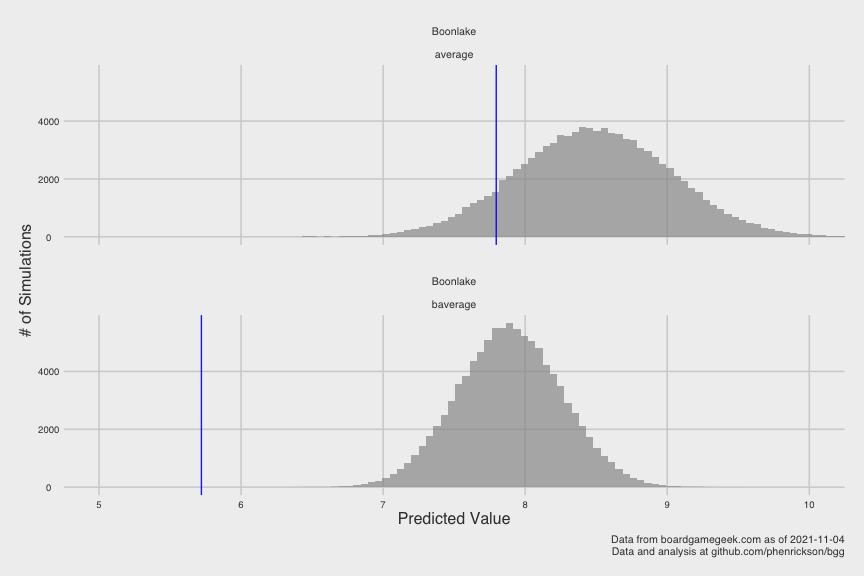 Boonlake
average
4000
2000
0
# of Simulations
Boonlake
baverage
4000
2000
0
5 6 7 8 9 10
Predicted Value
Data from boardgamegeek.com as of 2021-11-04
Data and analysis at github.com/phenrickson/bgg